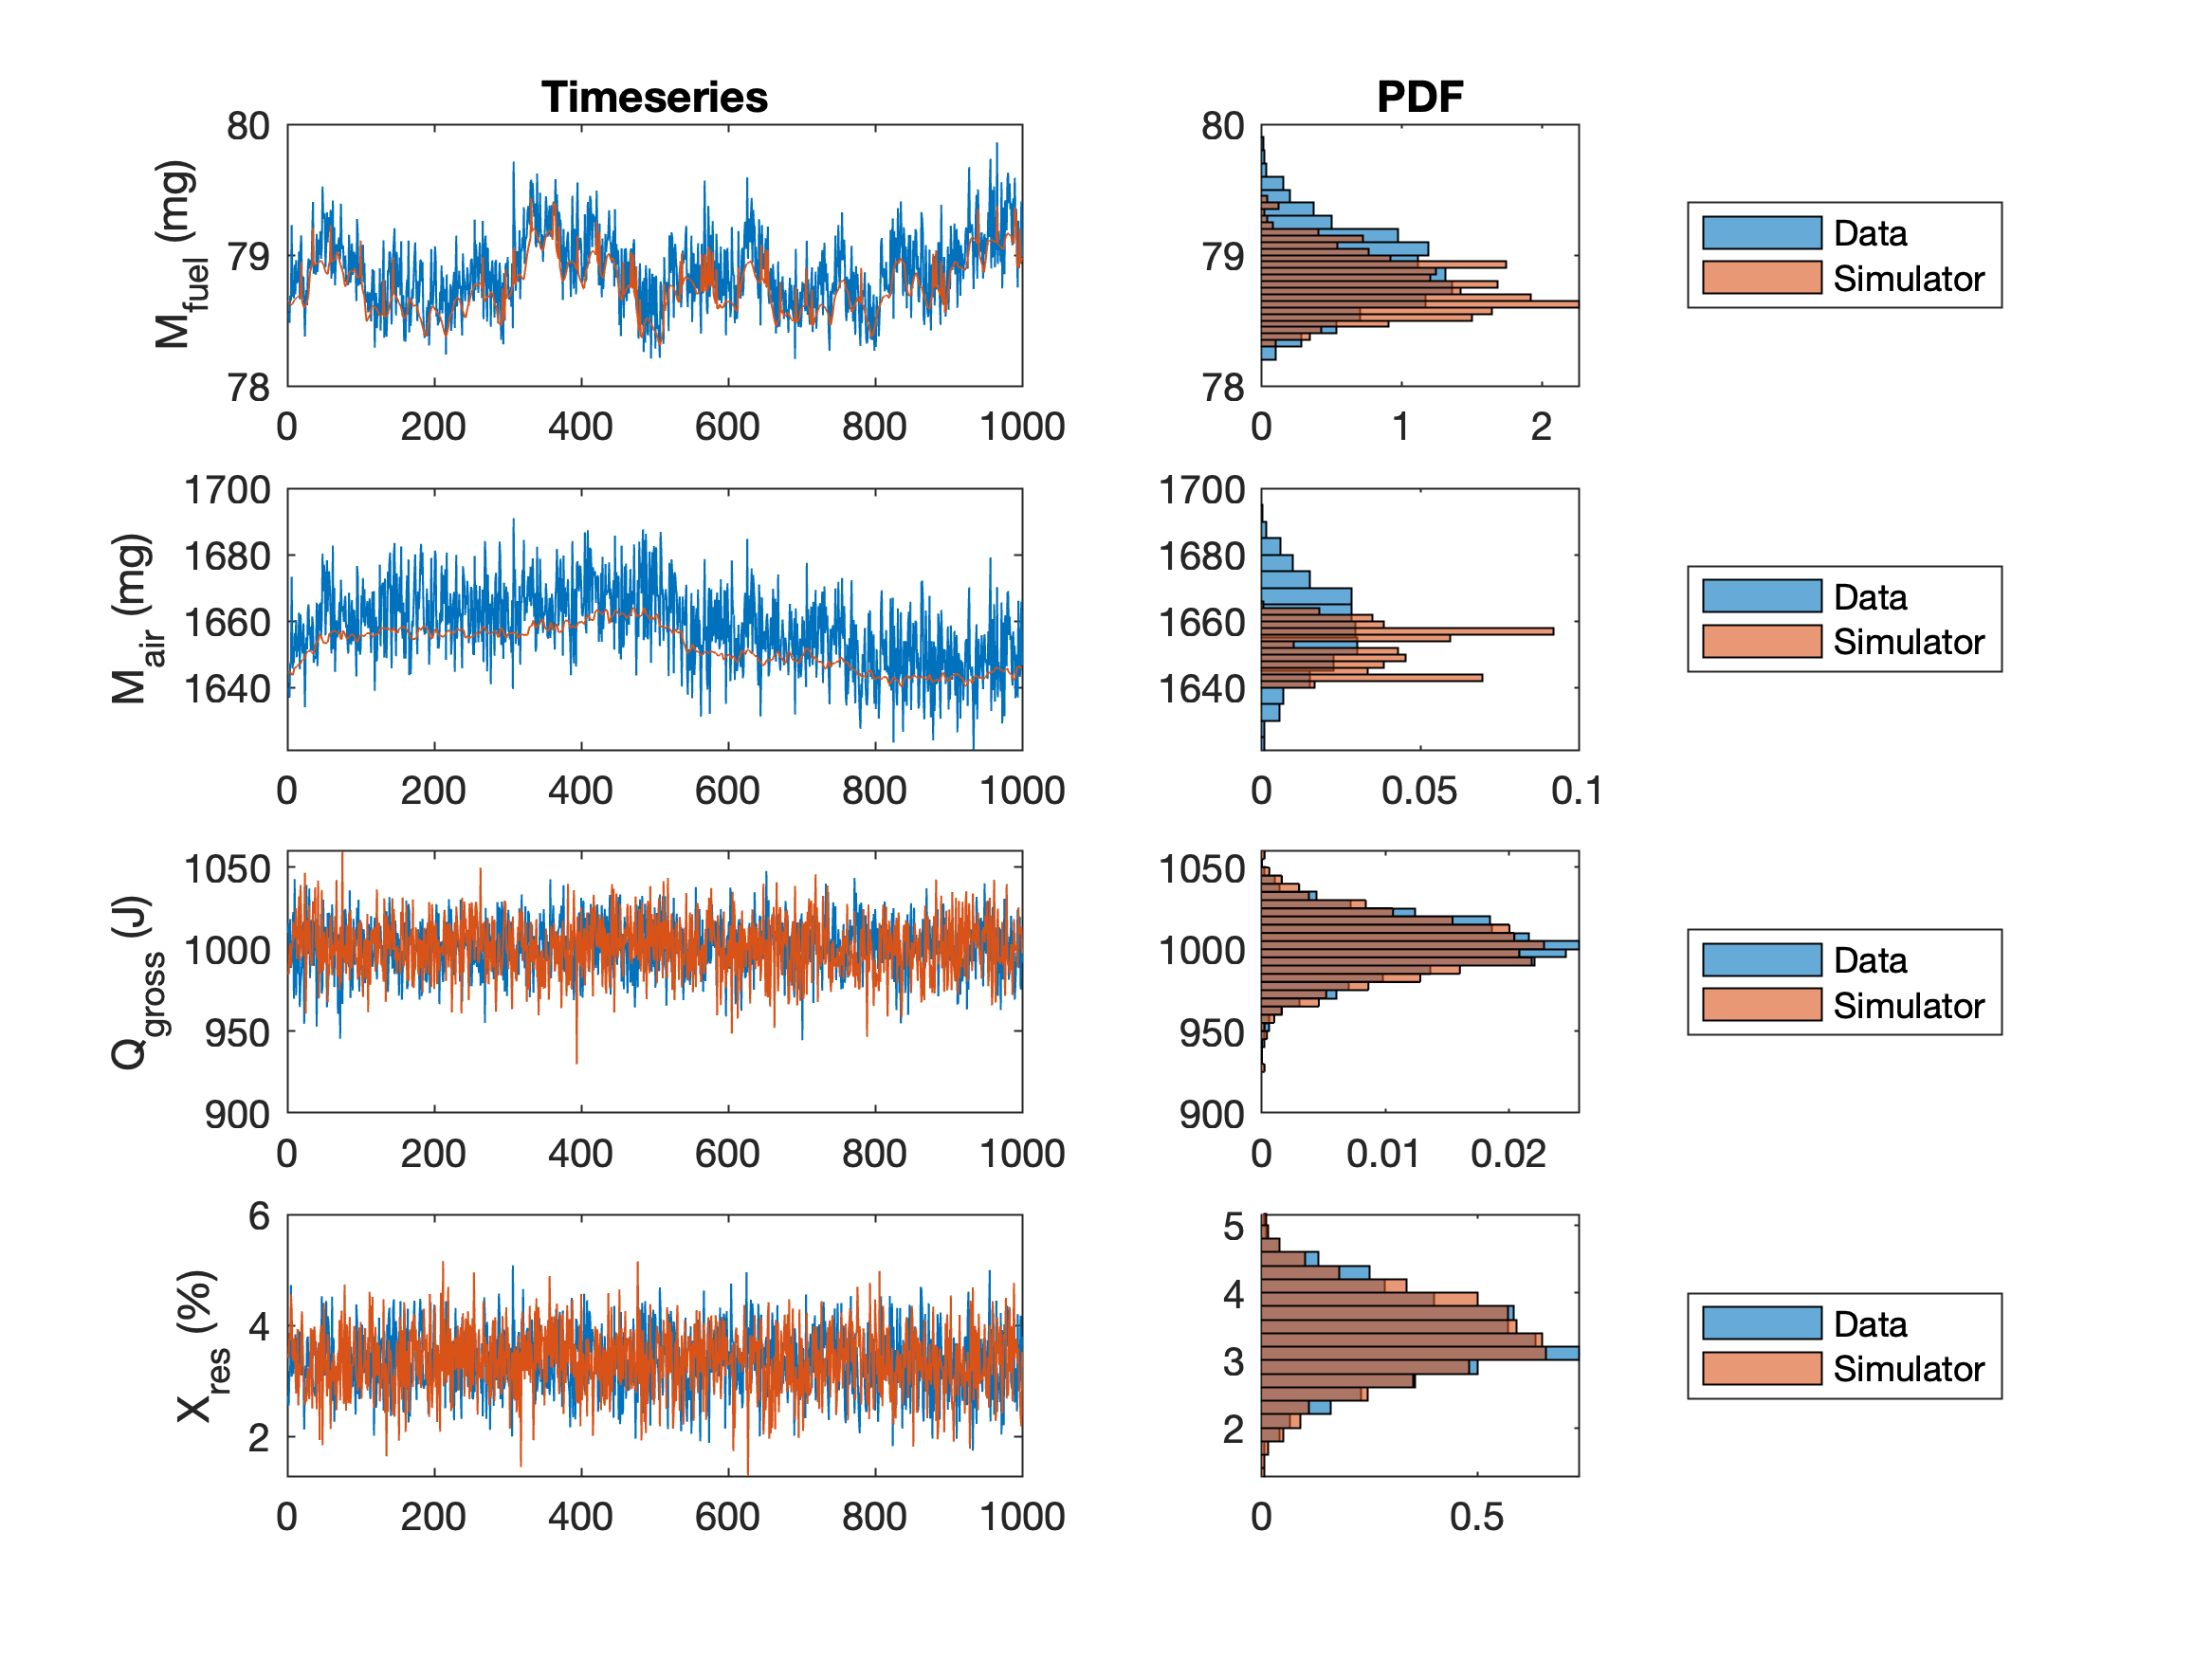 Timeseries
PDF
M_fuel (mg)
80
79
78
0 200 400 600 800 1000
80
79
78
0 1 2
Data
Simulator
M_air (mg)
1700
1680
1660
1640
0 200 400 600 800 1000
1700
1680
1660
1640
0 0.05 0.1
Data
Simulator
Q_gross (J)
1050
1000
950
900
0 200 400 600 800 1000
1050
1000
950
900
0 0.01 0.02
Data
Simulator
X_res (%)
6
4
2
0 200 400 600 800 1000
5
4
3
2
0 0.5
Data
Simulator